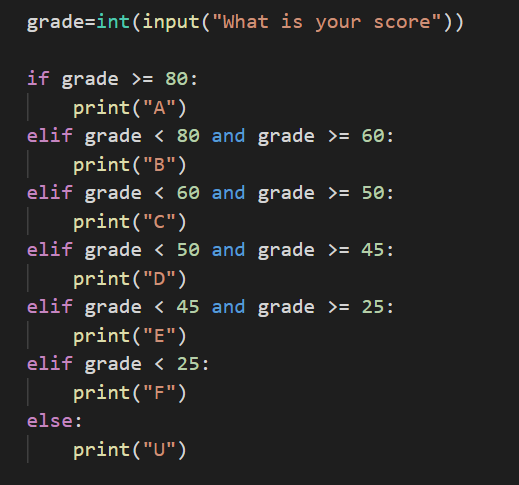 grade=int(input("What is your score"))
if grade >= 80:
    print("A")
elif grade < 80 and grade >= 60:
    print("B")
elif grade < 60 and grade >= 50:
    print("C")
elif grade < 50 and grade >= 45:
    print("D")
elif grade < 45 and grade >= 25:
    print("E")
elif grade < 25:
    print("F")
else:
    print("U")